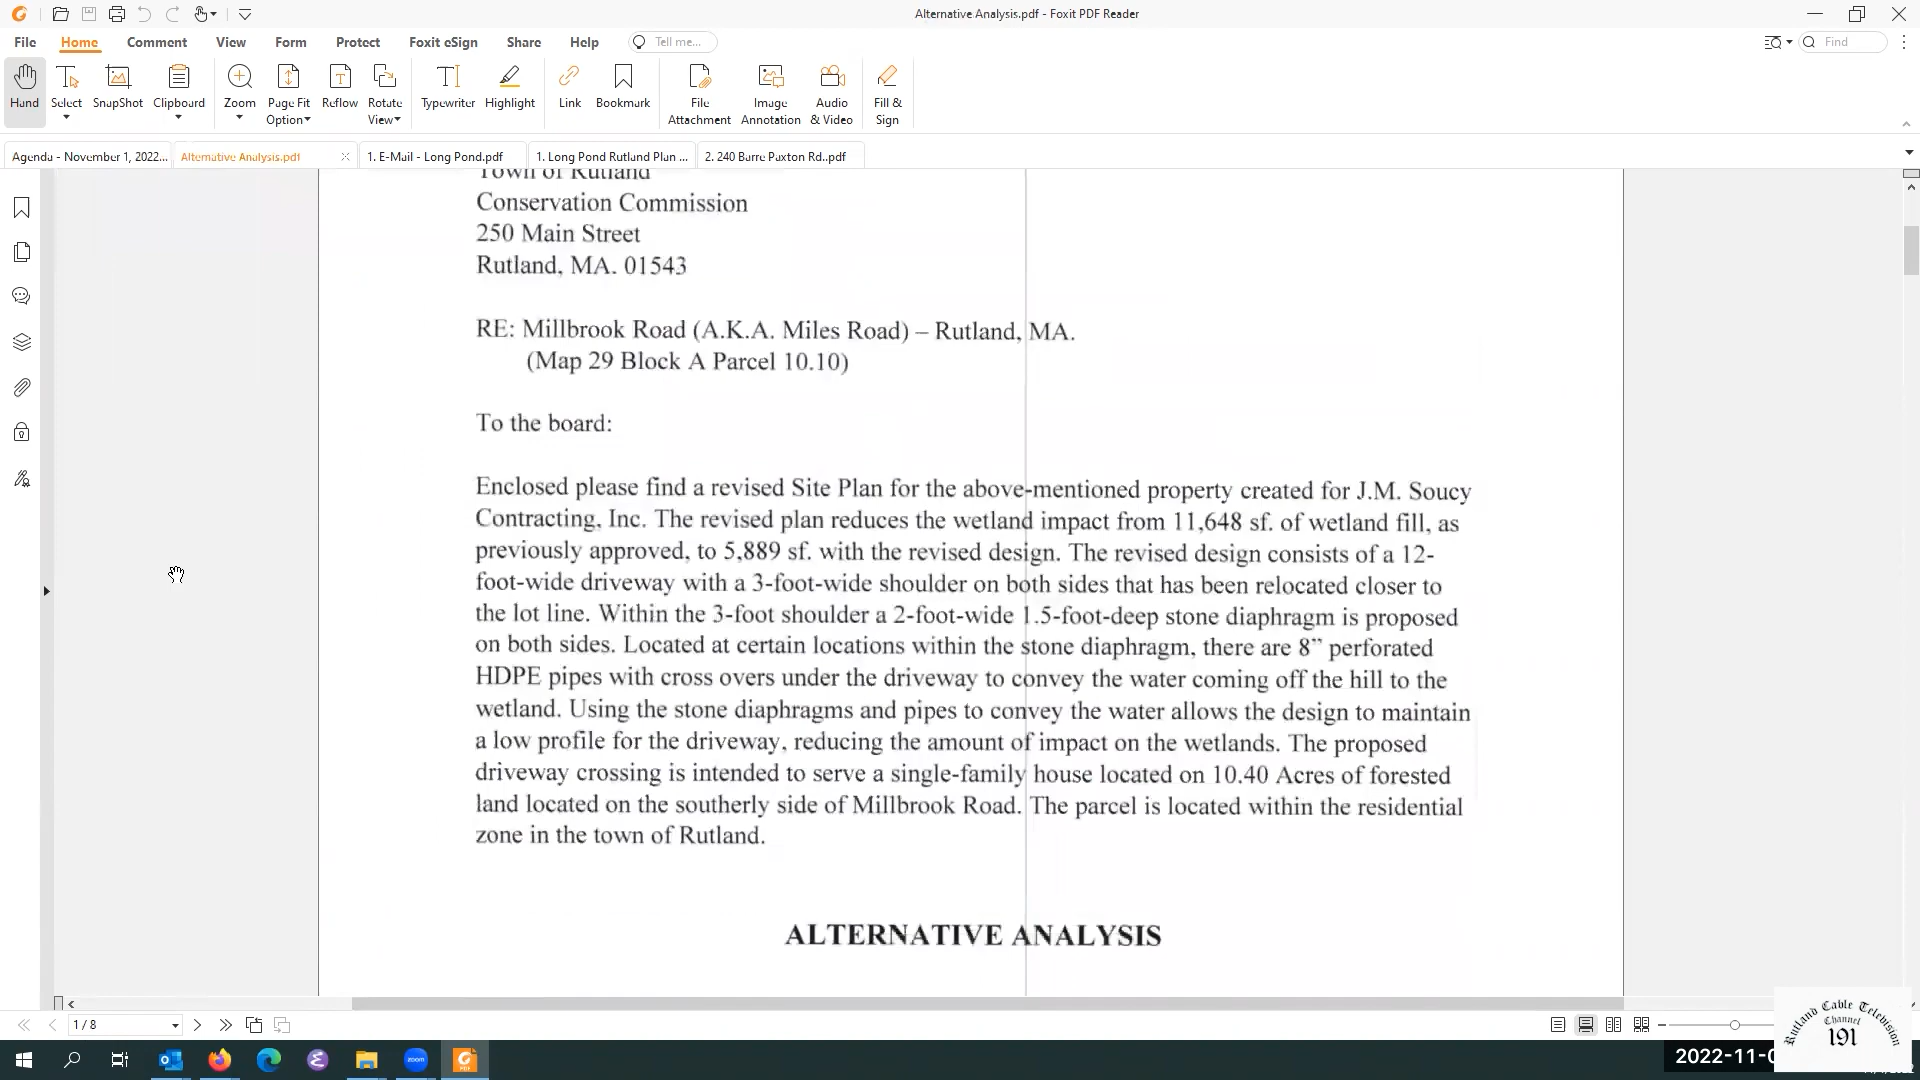 Alternative Analysis.pdf - Foxit PDF Reader
File Home Comment View Form Protect Foxit eSign Share Help Tell me... Find
Hand Select SnapShot Clipboard Zoom Page Fit Option Reflow Rotate View Typewriter Highlight Link Bookmark File Attachment Image Annotation Audio & Video Fill & Sign
Agenda - November 1, 2022... Alternative Analysis.pdf 1. E-Mail - Long Pond.pdf 1. Long Pond Rutland Plan ... 2. 240 Barre Paxton Rd..pdf
Town of Rutland
Conservation Commission
250 Main Street
Rutland, MA. 01543
RE: Millbrook Road (A.K.A. Miles Road) – Rutland, MA.
(Map 29 Block A Parcel 10.10)
To the board:
Enclosed please find a revised Site Plan for the above-mentioned property created for J.M. Soucy
Contracting, Inc. The revised plan reduces the wetland impact from 11,648 sf. of wetland fill, as
previously approved, to 5,889 sf. with the revised design. The revised design consists of a 12-
foot-wide driveway with a 3-foot-wide shoulder on both sides that has been relocated closer to
the lot line. Within the 3-foot shoulder a 2-foot-wide 1.5-foot-deep stone diaphragm is proposed
on both sides. Located at certain locations within the stone diaphragm, there are 8” perforated
HDPE pipes with cross overs under the driveway to convey the water coming off the hill to the
wetland. Using the stone diaphragms and pipes to convey the water allows the design to maintain
a low profile for the driveway, reducing the amount of impact on the wetlands. The proposed
driveway crossing is intended to serve a single-family house located on 10.40 Acres of forested
land located on the southerly side of Millbrook Road. The parcel is located within the residential
zone in the town of Rutland.
ALTERNATIVE ANALYSIS
1 / 8
zoom
PDF
2022-11-0
Rutland Cable Television
Channel
191